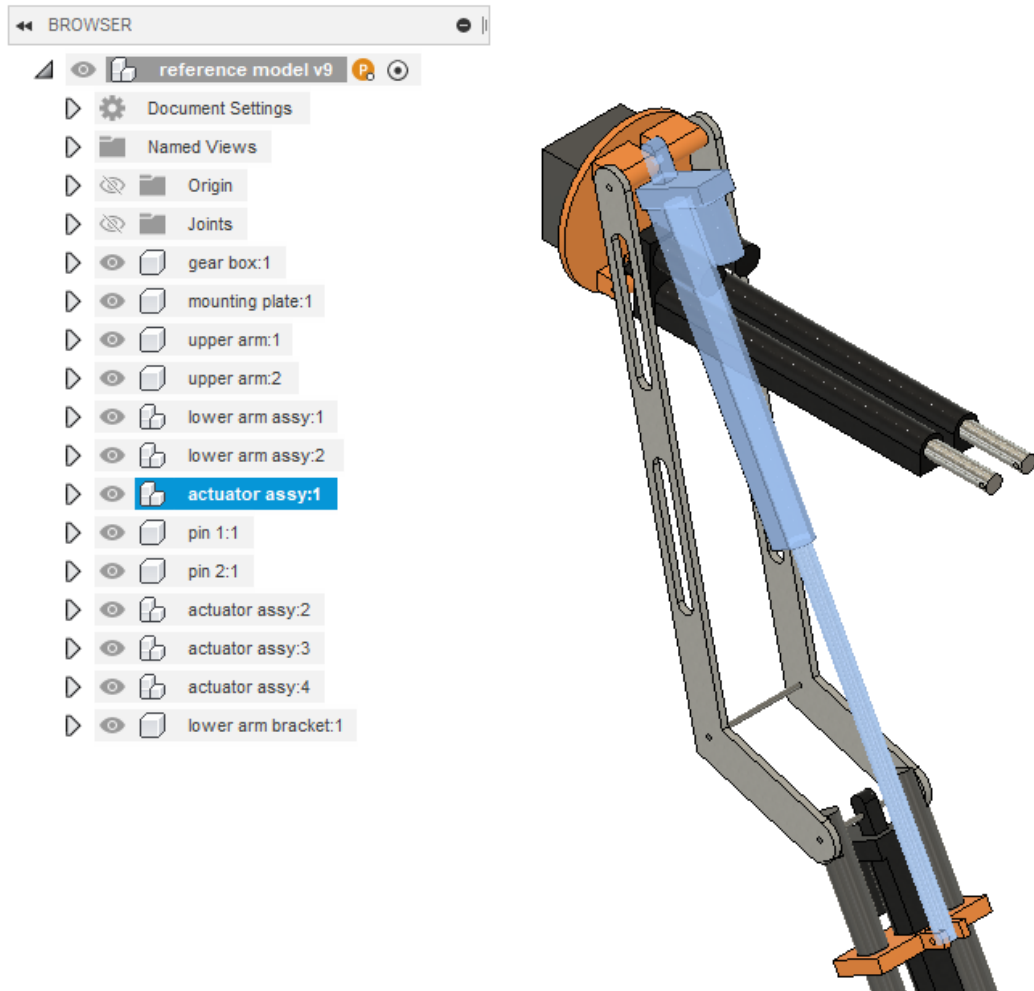 BROWSER
reference model v9 P
Document Settings
Named Views
Origin
Joints
gear box:1
mounting plate:1
upper arm:1
upper arm:2
lower arm assy:1
lower arm assy:2
actuator assy:1
pin 1:1
pin 2:1
actuator assy:2
actuator assy:3
actuator assy:4
lower arm bracket:1